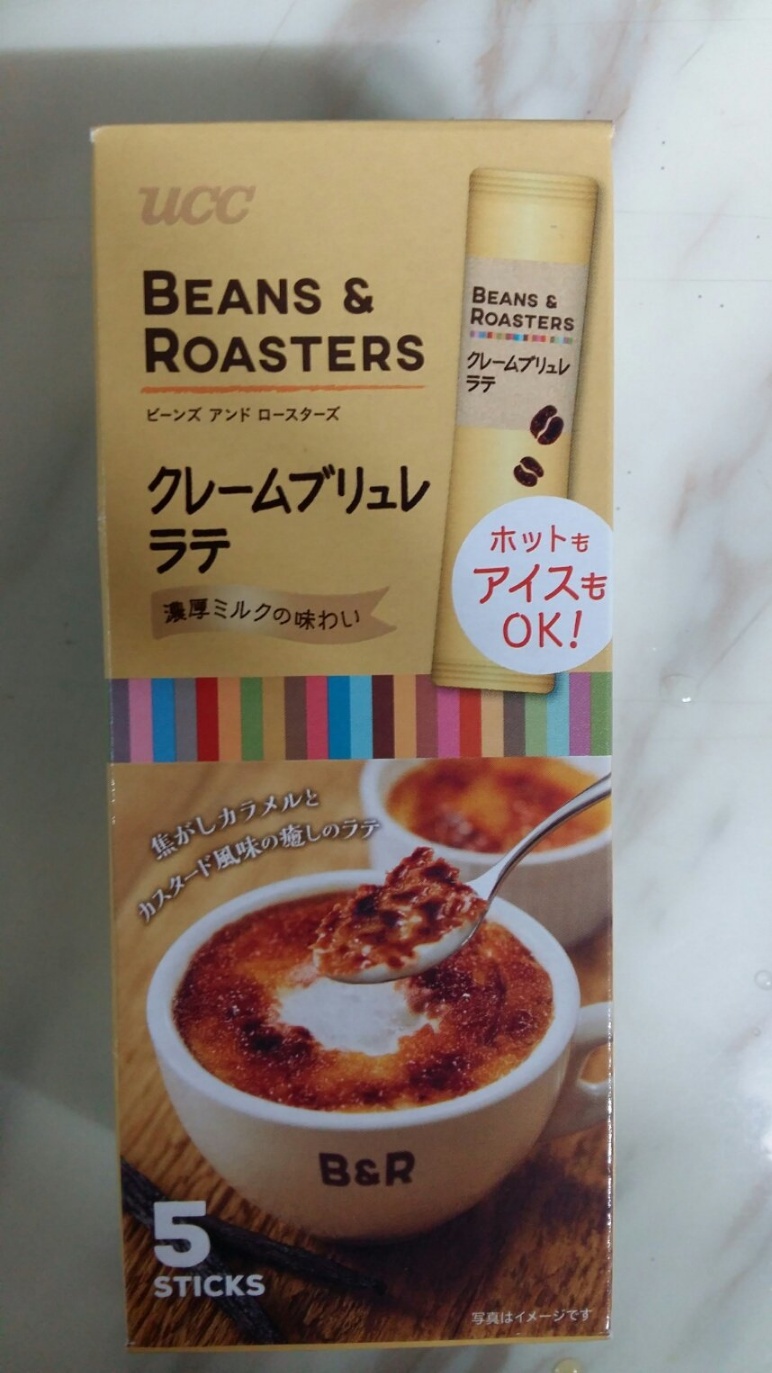 ucc
BEANS &
ROASTERS
ビーンズ アンド ロースターズ
クレームブリュレ
ラテ
濃厚ミルクの味わい
BEANS &
ROASTERS
クレームブリュレ
ラテ
ホットも
アイスも
OK!
焦がしカラメルと
カスタード風味の癒しのラテ
B&R
5
STICKS
写真はイメージです